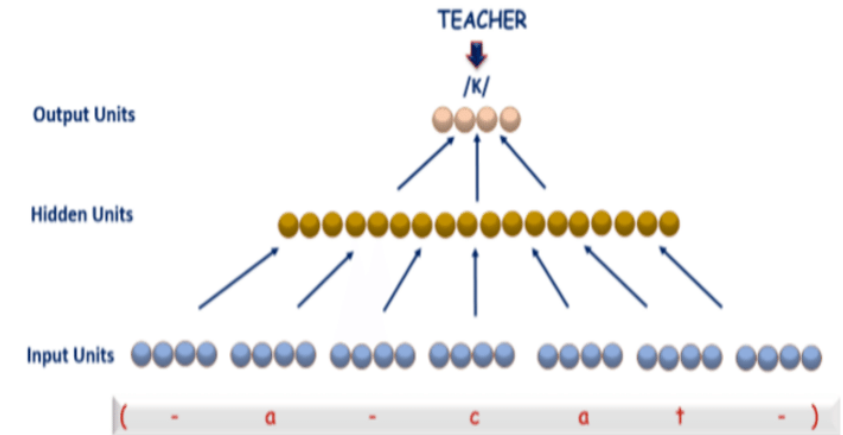 TEACHER
/K/
Output Units
Hidden Units
Input Units
( - a - c a t - )